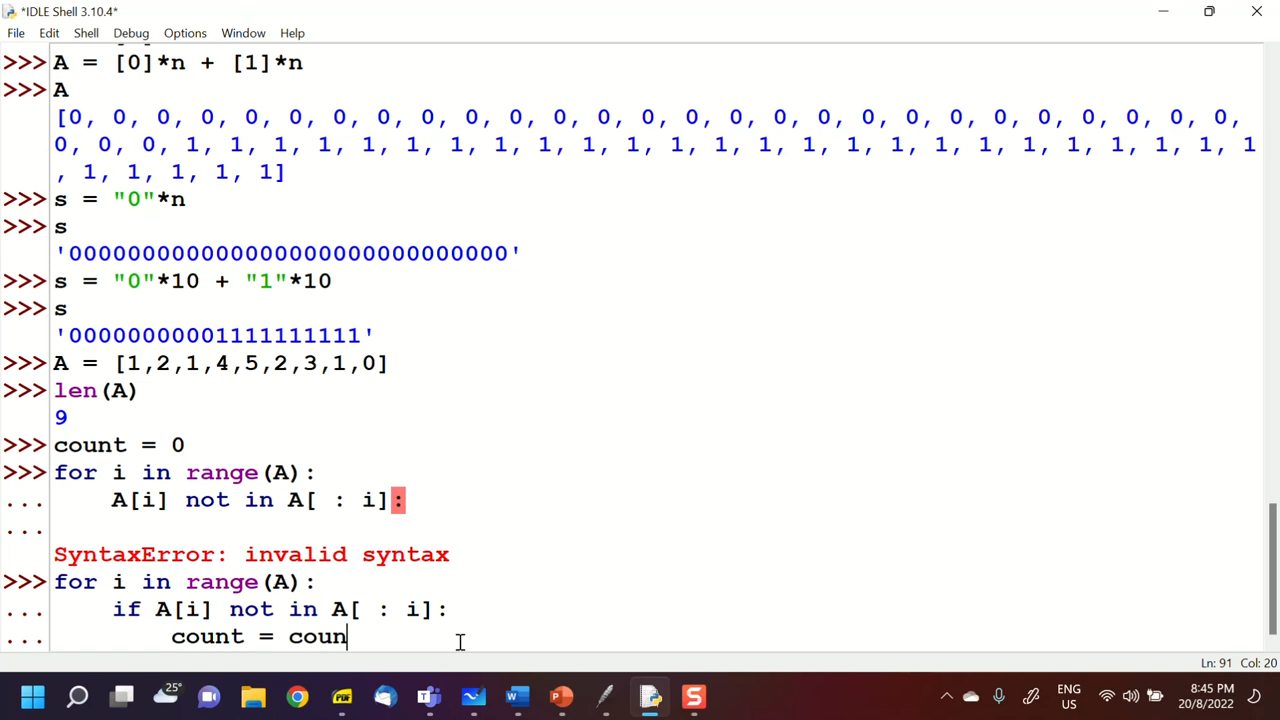 *IDLE Shell 3.10.4*
File Edit Shell Debug Options Window Help
>>> A = [0]*n + [1]*n
>>> A
[0, 0, 0, 0, 0, 0, 0, 0, 0, 0, 0, 0, 0, 0, 0, 0, 0, 0, 0, 0, 0, 0, 0, 0, 0, 0, 0,
0, 0, 0, 1, 1, 1, 1, 1, 1, 1, 1, 1, 1, 1, 1, 1, 1, 1, 1, 1, 1, 1, 1, 1, 1, 1, 1, 1
, 1, 1, 1, 1, 1]
>>> s = "0"*n
>>> s
'000000000000000000000000000000'
>>> s = "0"*10 + "1"*10
>>> s
'00000000001111111111'
>>> A = [1,2,1,4,5,2,3,1,0]
>>> len(A)
9
>>> count = 0
>>> for i in range(A):
... A[i] not in A[ : i]:
...
SyntaxError: invalid syntax
>>> for i in range(A):
... if A[i] not in A[ : i]:
... count = coun
Ln: 91 Col: 20
25°
PDF
W
P
S
ENG
US
8:45 PM
20/8/2022